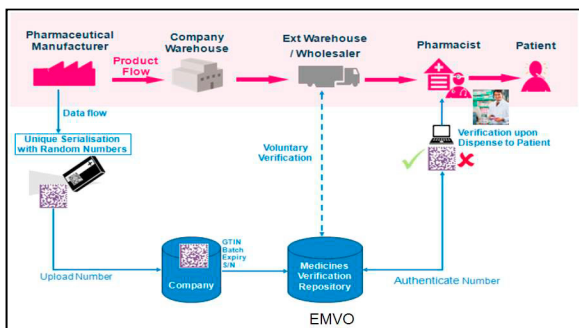 Pharmaceutical
Manufacturer
Company
Warehouse
Ext Warehouse
/ Wholesaler
Pharmacist
Patient
Product
Flow
Data flow
Unique Serialisation
with Random Numbers
Voluntary
Verification
Verification upon
Dispense to Patient
GTIN
Batch
Expiry
S/N
Upload Number
Company
Medicines
Verification
Repository
Authenticate Number
EMVO